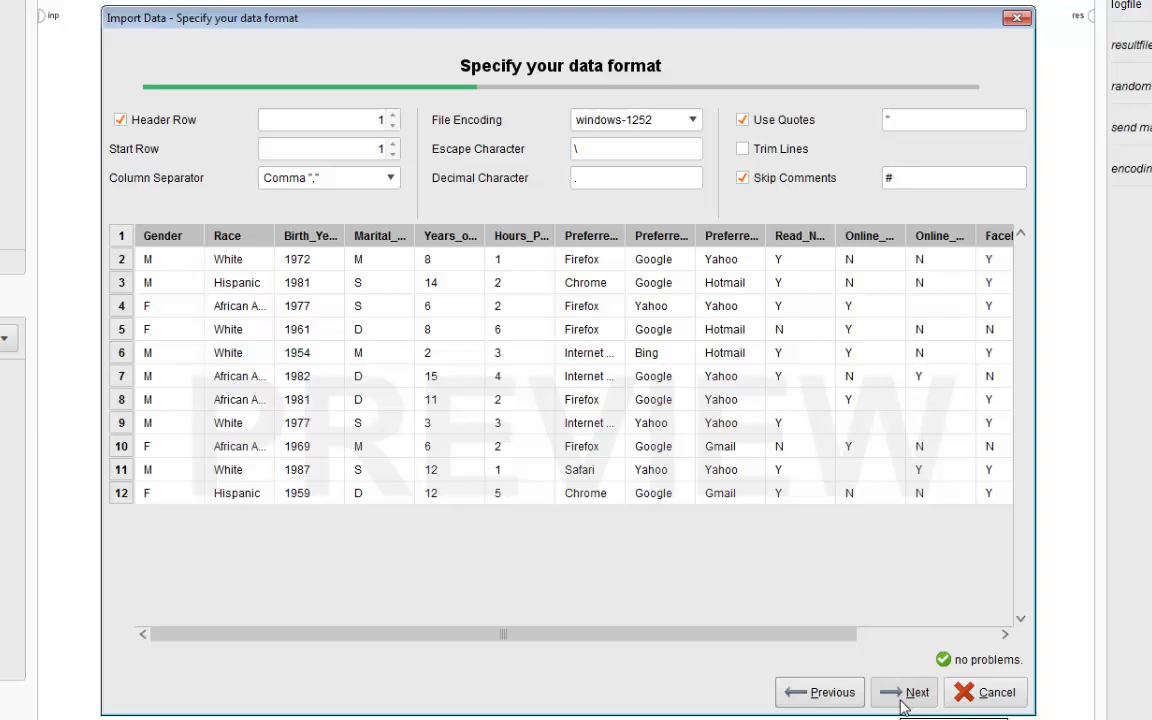 inp
res
logfile
resultfile
random
send ma
encodin
Import Data - Specify your data format
Specify your data format
Header Row 1 File Encoding windows-1252 Use Quotes "
Start Row 1 Escape Character \ Trim Lines
Column Separator Comma "," Decimal Character . Skip Comments #
1 Gender Race Birth_Ye... Marital_... Years_o... Hours_P... Preferre... Preferre... Preferre... Read_N... Online_... Online_... Facel
2 M White 1972 M 8 1 Firefox Google Yahoo Y N N Y
3 M Hispanic 1981 S 14 2 Chrome Google Hotmail Y N N Y
4 F African A... 1977 S 6 2 Firefox Yahoo Yahoo Y Y Y
5 F White 1961 D 8 6 Firefox Google Hotmail N Y N N
6 M White 1954 M 2 3 Internet ... Bing Hotmail Y Y N Y
7 M African A... 1982 D 15 4 Internet ... Google Yahoo Y N Y N
8 M African A... 1981 D 11 2 Firefox Google Yahoo Y Y
9 M White 1977 S 3 3 Internet ... Google Yahoo Y Y
10 F African A... 1969 M 6 2 Firefox Google Gmail N Y N N
11 M White 1987 S 12 1 Safari Yahoo Yahoo Y Y Y
12 F Hispanic 1959 D 12 5 Chrome Google Gmail Y N N Y
PREVIEW
no problems.
Previous Next Cancel